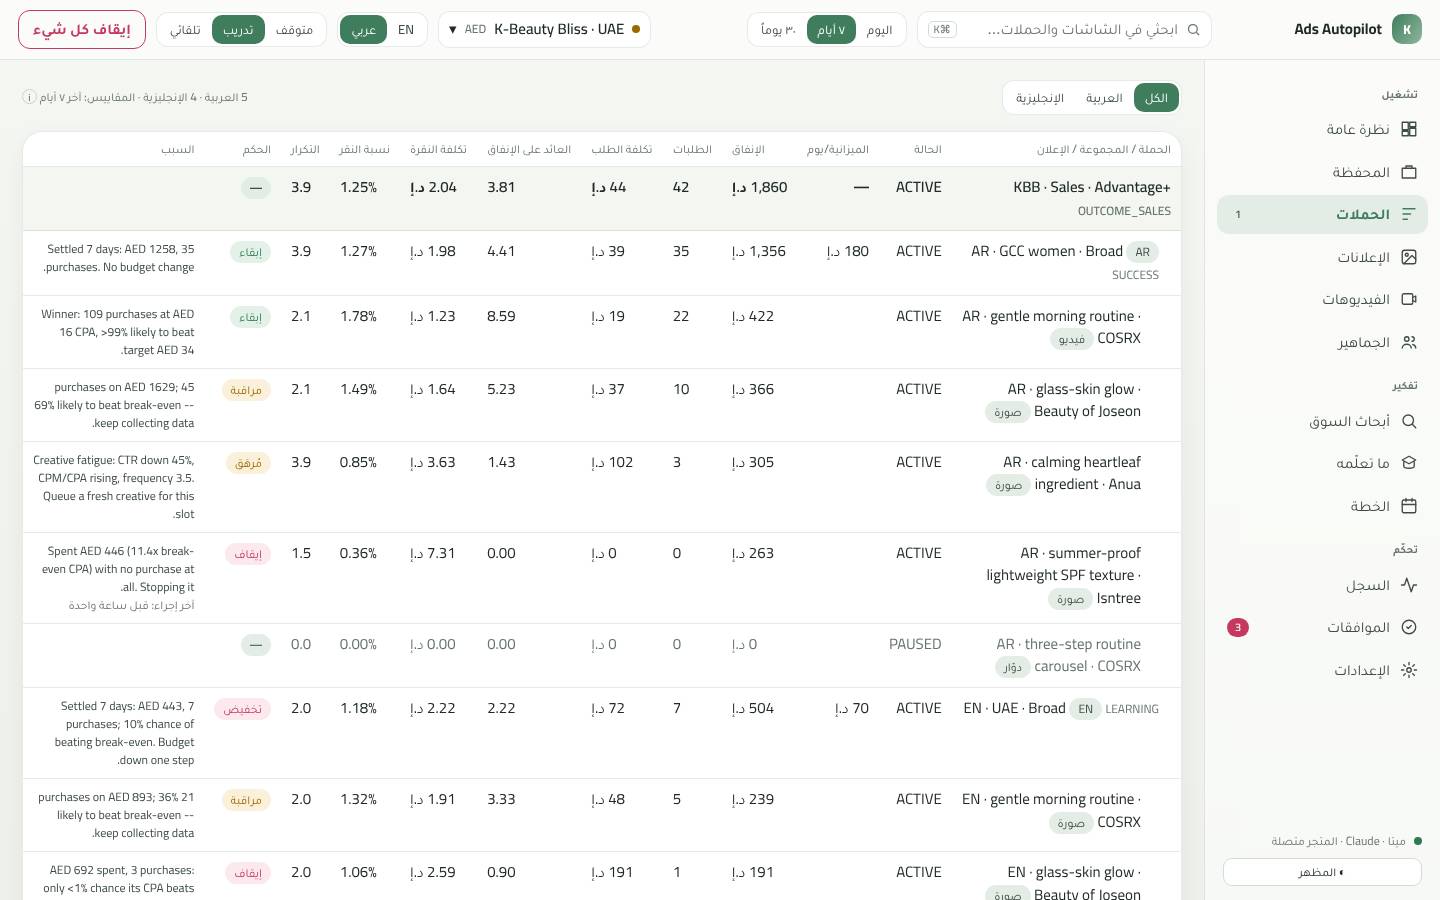 K
Ads Autopilot
ابحثي في الشاشات والحملات...
⌘K
اليوم
٧ أيام
٣٠ يوماً
K-Beauty Bliss · UAE
AED
▼
EN
عربي
متوقف
تدريب
تلقائي
إيقاف كل شيء
تشغيل
نظرة عامة
المحفظة
الحملات
1
الإعلانات
الفيديوهات
الجماهير
تفكير
أبحاث السوق
ما تعلّمه
الخطة
تحكّم
السجل
الموافقات
3
الإعدادات
ميتا · Claude · المتجر متصلة
المظهر
الكل
العربية
الإنجليزية
5 العربية · 4 الإنجليزية · المقاييس: آخر ٧ أيام
i
الحملة / المجموعة / الإعلان
الحالة
الميزانية/يوم
الإنفاق
الطلبات
تكلفة الطلب
العائد على الإنفاق
تكلفة النقرة
نسبة النقر
التكرار
الحكم
السبب
KBB · Sales · Advantage+
OUTCOME_SALES
ACTIVE
—
1,860 د.إ
42
44 د.إ
3.81
2.04 د.إ
1.25%
3.9
—
AR · GCC women · Broad
AR
SUCCESS
ACTIVE
180 د.إ
1,356 د.إ
35
39 د.إ
4.41
1.98 د.إ
1.27%
3.9
إبقاء
Settled 7 days: AED 1258, 35
purchases. No budget change.
AR · gentle morning routine ·
COSRX
فيديو
ACTIVE
422 د.إ
22
19 د.إ
8.59
1.23 د.إ
1.78%
2.1
إبقاء
Winner: 109 purchases at AED
16 CPA, >99% likely to beat
target AED 34.
AR · glass-skin glow ·
Beauty of Joseon
صورة
ACTIVE
366 د.إ
10
37 د.إ
5.23
1.64 د.إ
1.49%
2.1
مراقبة
45 purchases on AED 1629;
69% likely to beat break-even --
keep collecting data.
AR · calming heartleaf
ingredient · Anua
صورة
ACTIVE
305 د.إ
3
102 د.إ
1.43
3.63 د.إ
0.85%
3.9
مُرهَق
Creative fatigue: CTR down 45%,
CPM/CPA rising, frequency 3.5.
Queue a fresh creative for this
slot.
AR · summer-proof
lightweight SPF texture ·
Isntree
صورة
ACTIVE
263 د.إ
0
0 د.إ
0.00
7.31 د.إ
0.36%
1.5
إيقاف
Spent AED 446 (11.4x break-
even CPA) with no purchase at
all. Stopping it.
آخر إجراء: قبل ساعة واحدة
AR · three-step routine
carousel · COSRX
دوّار
PAUSED
0 د.إ
0
0 د.إ
0.00
0.00 د.إ
0.00%
0.0
—
EN · UAE · Broad
EN
LEARNING
ACTIVE
70 د.إ
504 د.إ
7
72 د.إ
2.22
2.22 د.إ
1.18%
2.0
تخفيض
Settled 7 days: AED 443, 7
purchases; 10% chance of
beating break-even. Budget
down one step.
EN · gentle morning routine ·
COSRX
صورة
ACTIVE
239 د.إ
5
48 د.إ
3.33
1.91 د.إ
1.32%
2.0
مراقبة
21 purchases on AED 893; 36%
likely to beat break-even --
keep collecting data.
EN · glass-skin glow ·
Beauty of Joseon
صورة
ACTIVE
191 د.إ
1
191 د.إ
0.90
2.59 د.إ
1.06%
2.0
إيقاف
AED 692 spent, 3 purchases:
only <1% chance its CPA beats